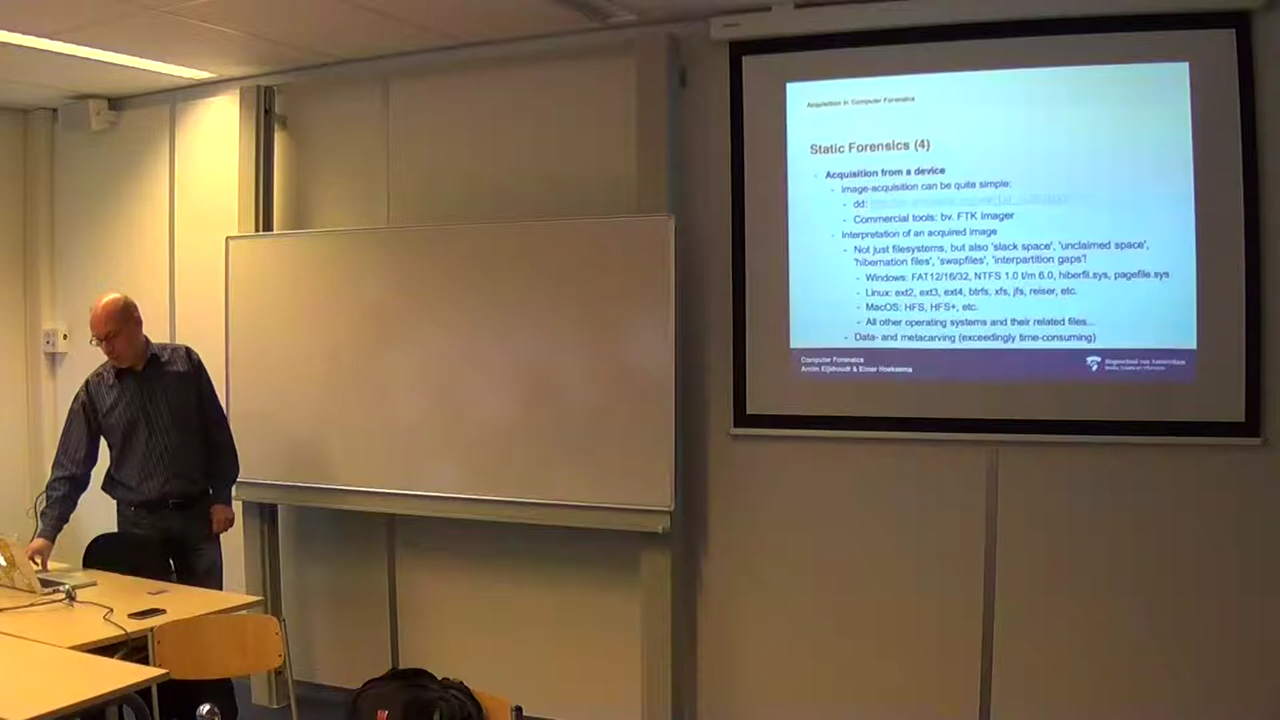 Acquisition in Computer Forensics
Static Forensics (4)
- Acquisition from a device
- Image-acquisition can be quite simple:
- dd:
- Commercial tools: bv. FTK Imager
- Interpretation of an acquired image
- Not just filesystems, but also 'slack space', 'unclaimed space',
'hibernation files', 'swapfiles', 'interpartition gaps'!
- Windows: FAT12/16/32, NTFS 1.0 t/m 6.0, hiberfil.sys, pagefile.sys
- Linux: ext2, ext3, ext4, btrfs, xfs, jfs, reiser, etc.
- MacOS: HFS, HFS+, etc.
- All other operating systems and their related files...
- Data- and metacarving (exceedingly time-consuming)
Computer Forensics
Arnim Eijkhoudt & Elmer Hoeksema
Hogeschool van Amsterdam